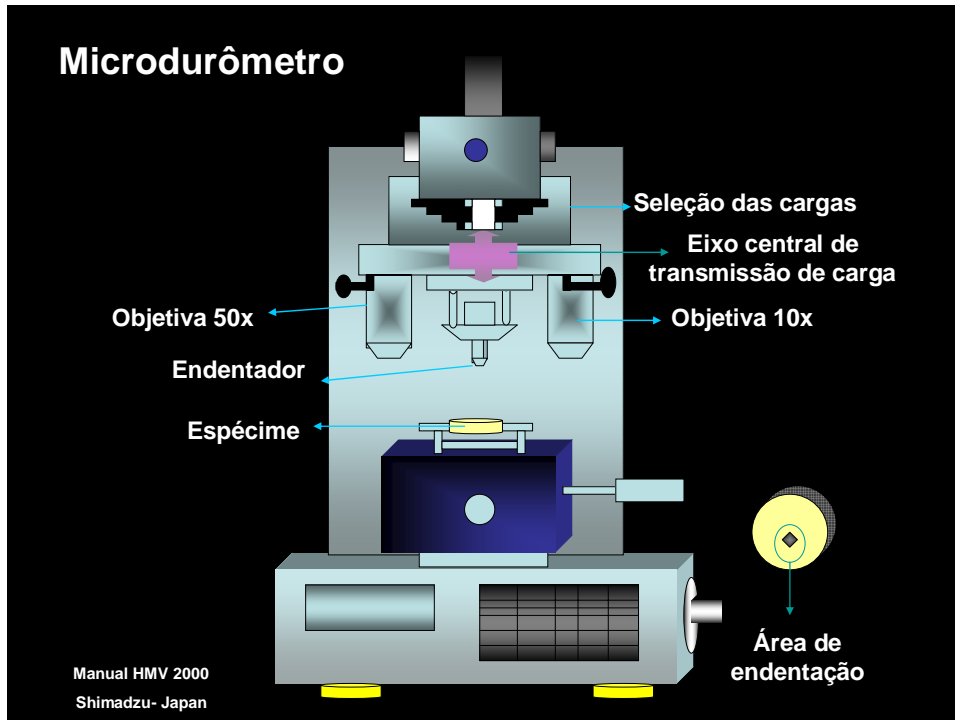 Microdurômetro
Seleção das cargas
Eixo central de
transmissão de carga
Objetiva 50x
Objetiva 10x
Endentador
Espécime
Área de
endentação
Manual HMV 2000
Shimadzu- Japan